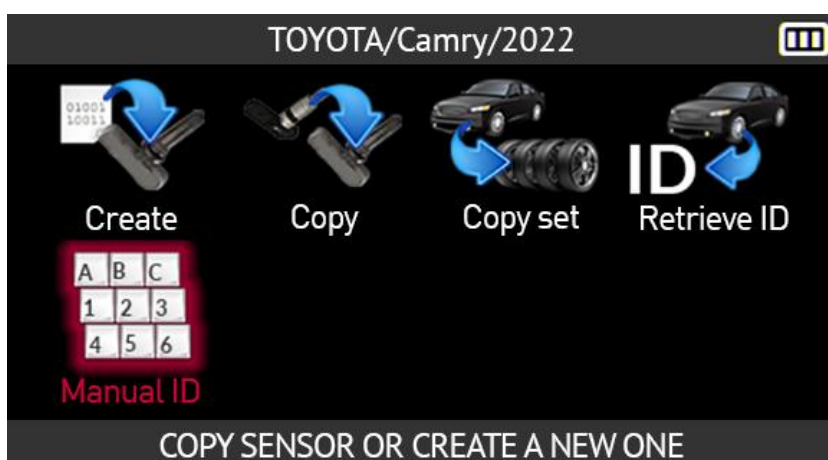 TOYOTA/Camry/2022
01001
10011
ID
Create
Copy
Copy set
Retrieve ID
A B C
1 2 3
4 5 6
Manual ID
COPY SENSOR OR CREATE A NEW ONE